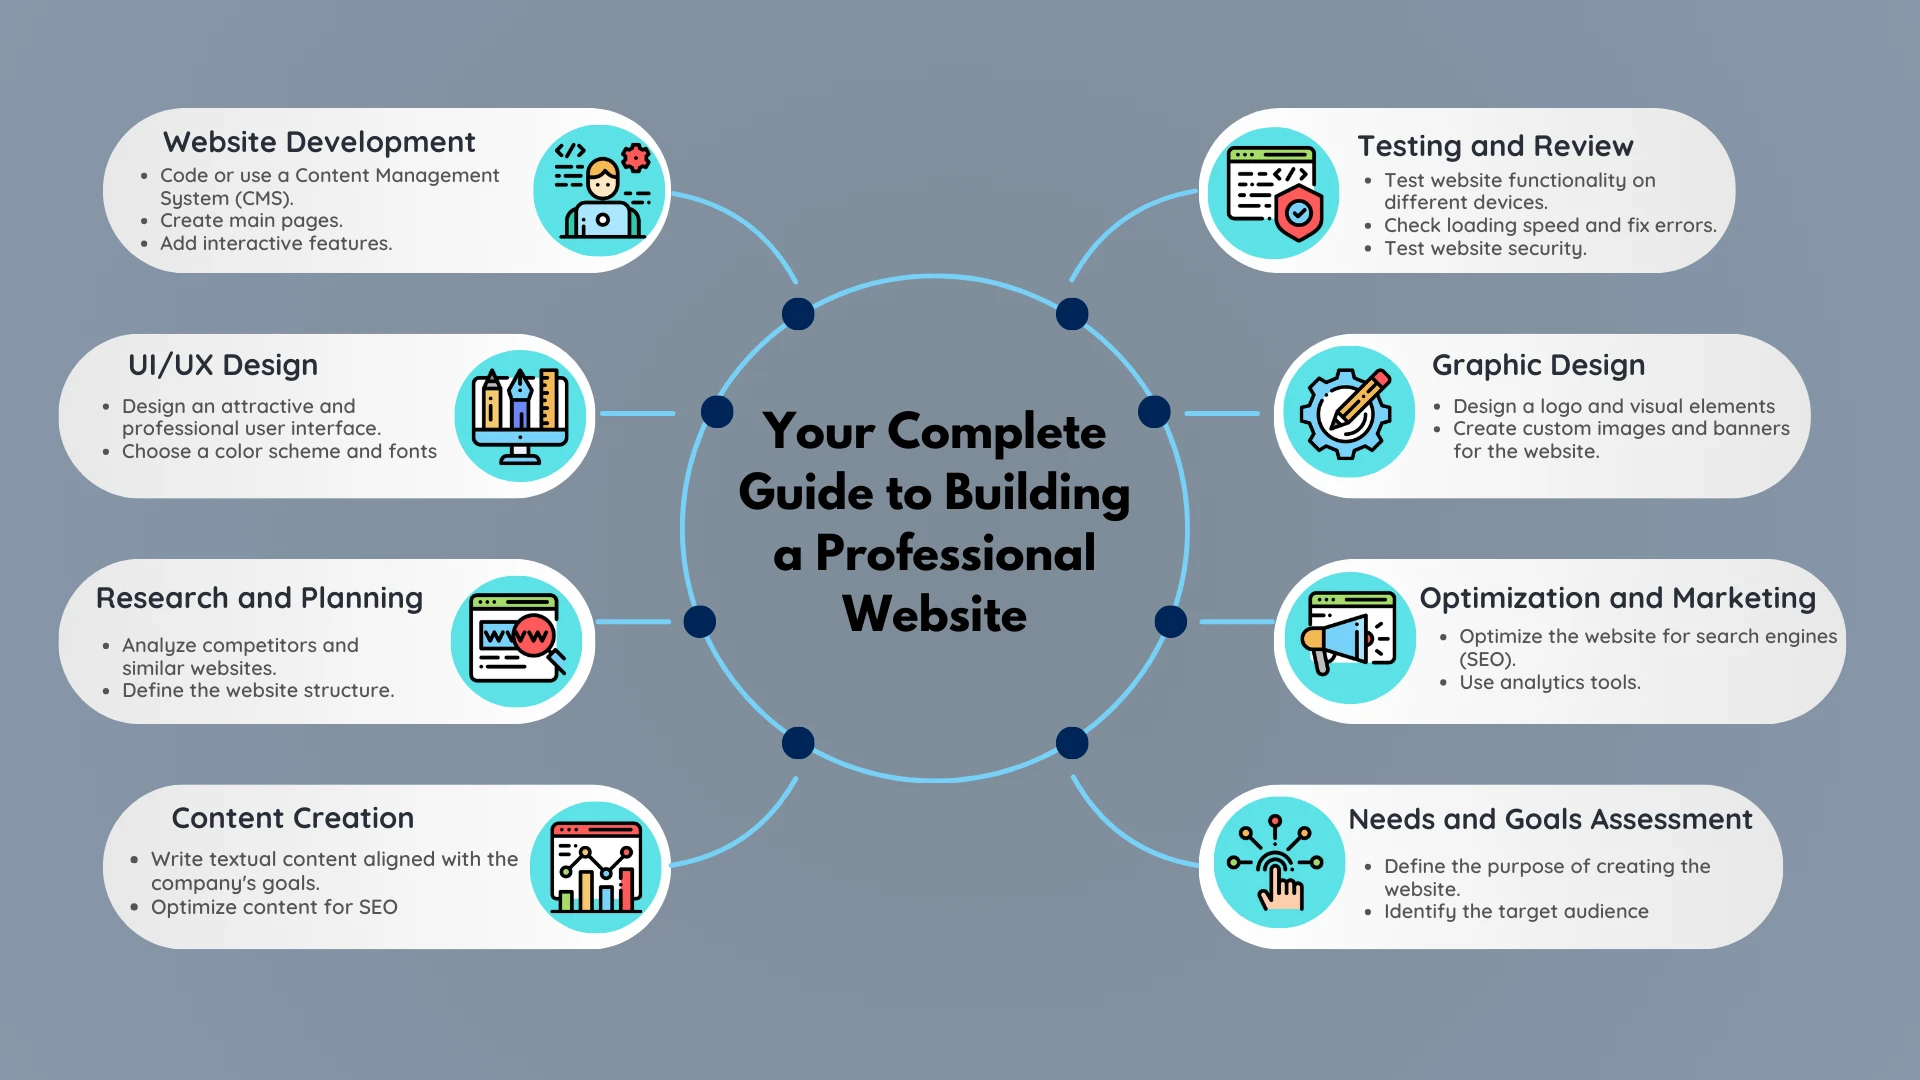 Website Development
• Code or use a Content Management
System (CMS).
• Create main pages.
• Add interactive features.
UI/UX Design
• Design an attractive and
professional user interface.
• Choose a color scheme and fonts
Research and Planning
• Analyze competitors and
similar websites.
• Define the website structure.
www
Content Creation
• Write textual content aligned with the
company's goals.
• Optimize content for SEO
Your Complete
Guide to Building
a Professional
Website
Testing and Review
• Test website functionality on
different devices.
• Check loading speed and fix errors.
• Test website security.
Graphic Design
• Design a logo and visual elements
• Create custom images and banners
for the website.
Optimization and Marketing
• Optimize the website for search engines
(SEO).
• Use analytics tools.
Needs and Goals Assessment
• Define the purpose of creating the
website.
• Identify the target audience